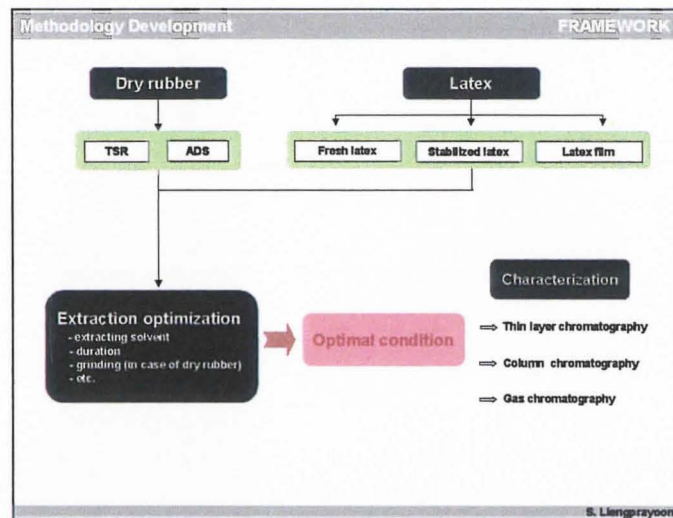 Methodology Development FRAMEWORK
Dry rubber Latex
TSR ADS Fresh latex Stabilized latex Latex film
Characterization
Extraction optimization
- extracting solvent
- duration
- grinding (in case of dry rubber)
- etc.
Optimal condition
⇒ Thin layer chromatography
⇒ Column chromatography
⇒ Gas chromatography
S. Liengprayoon